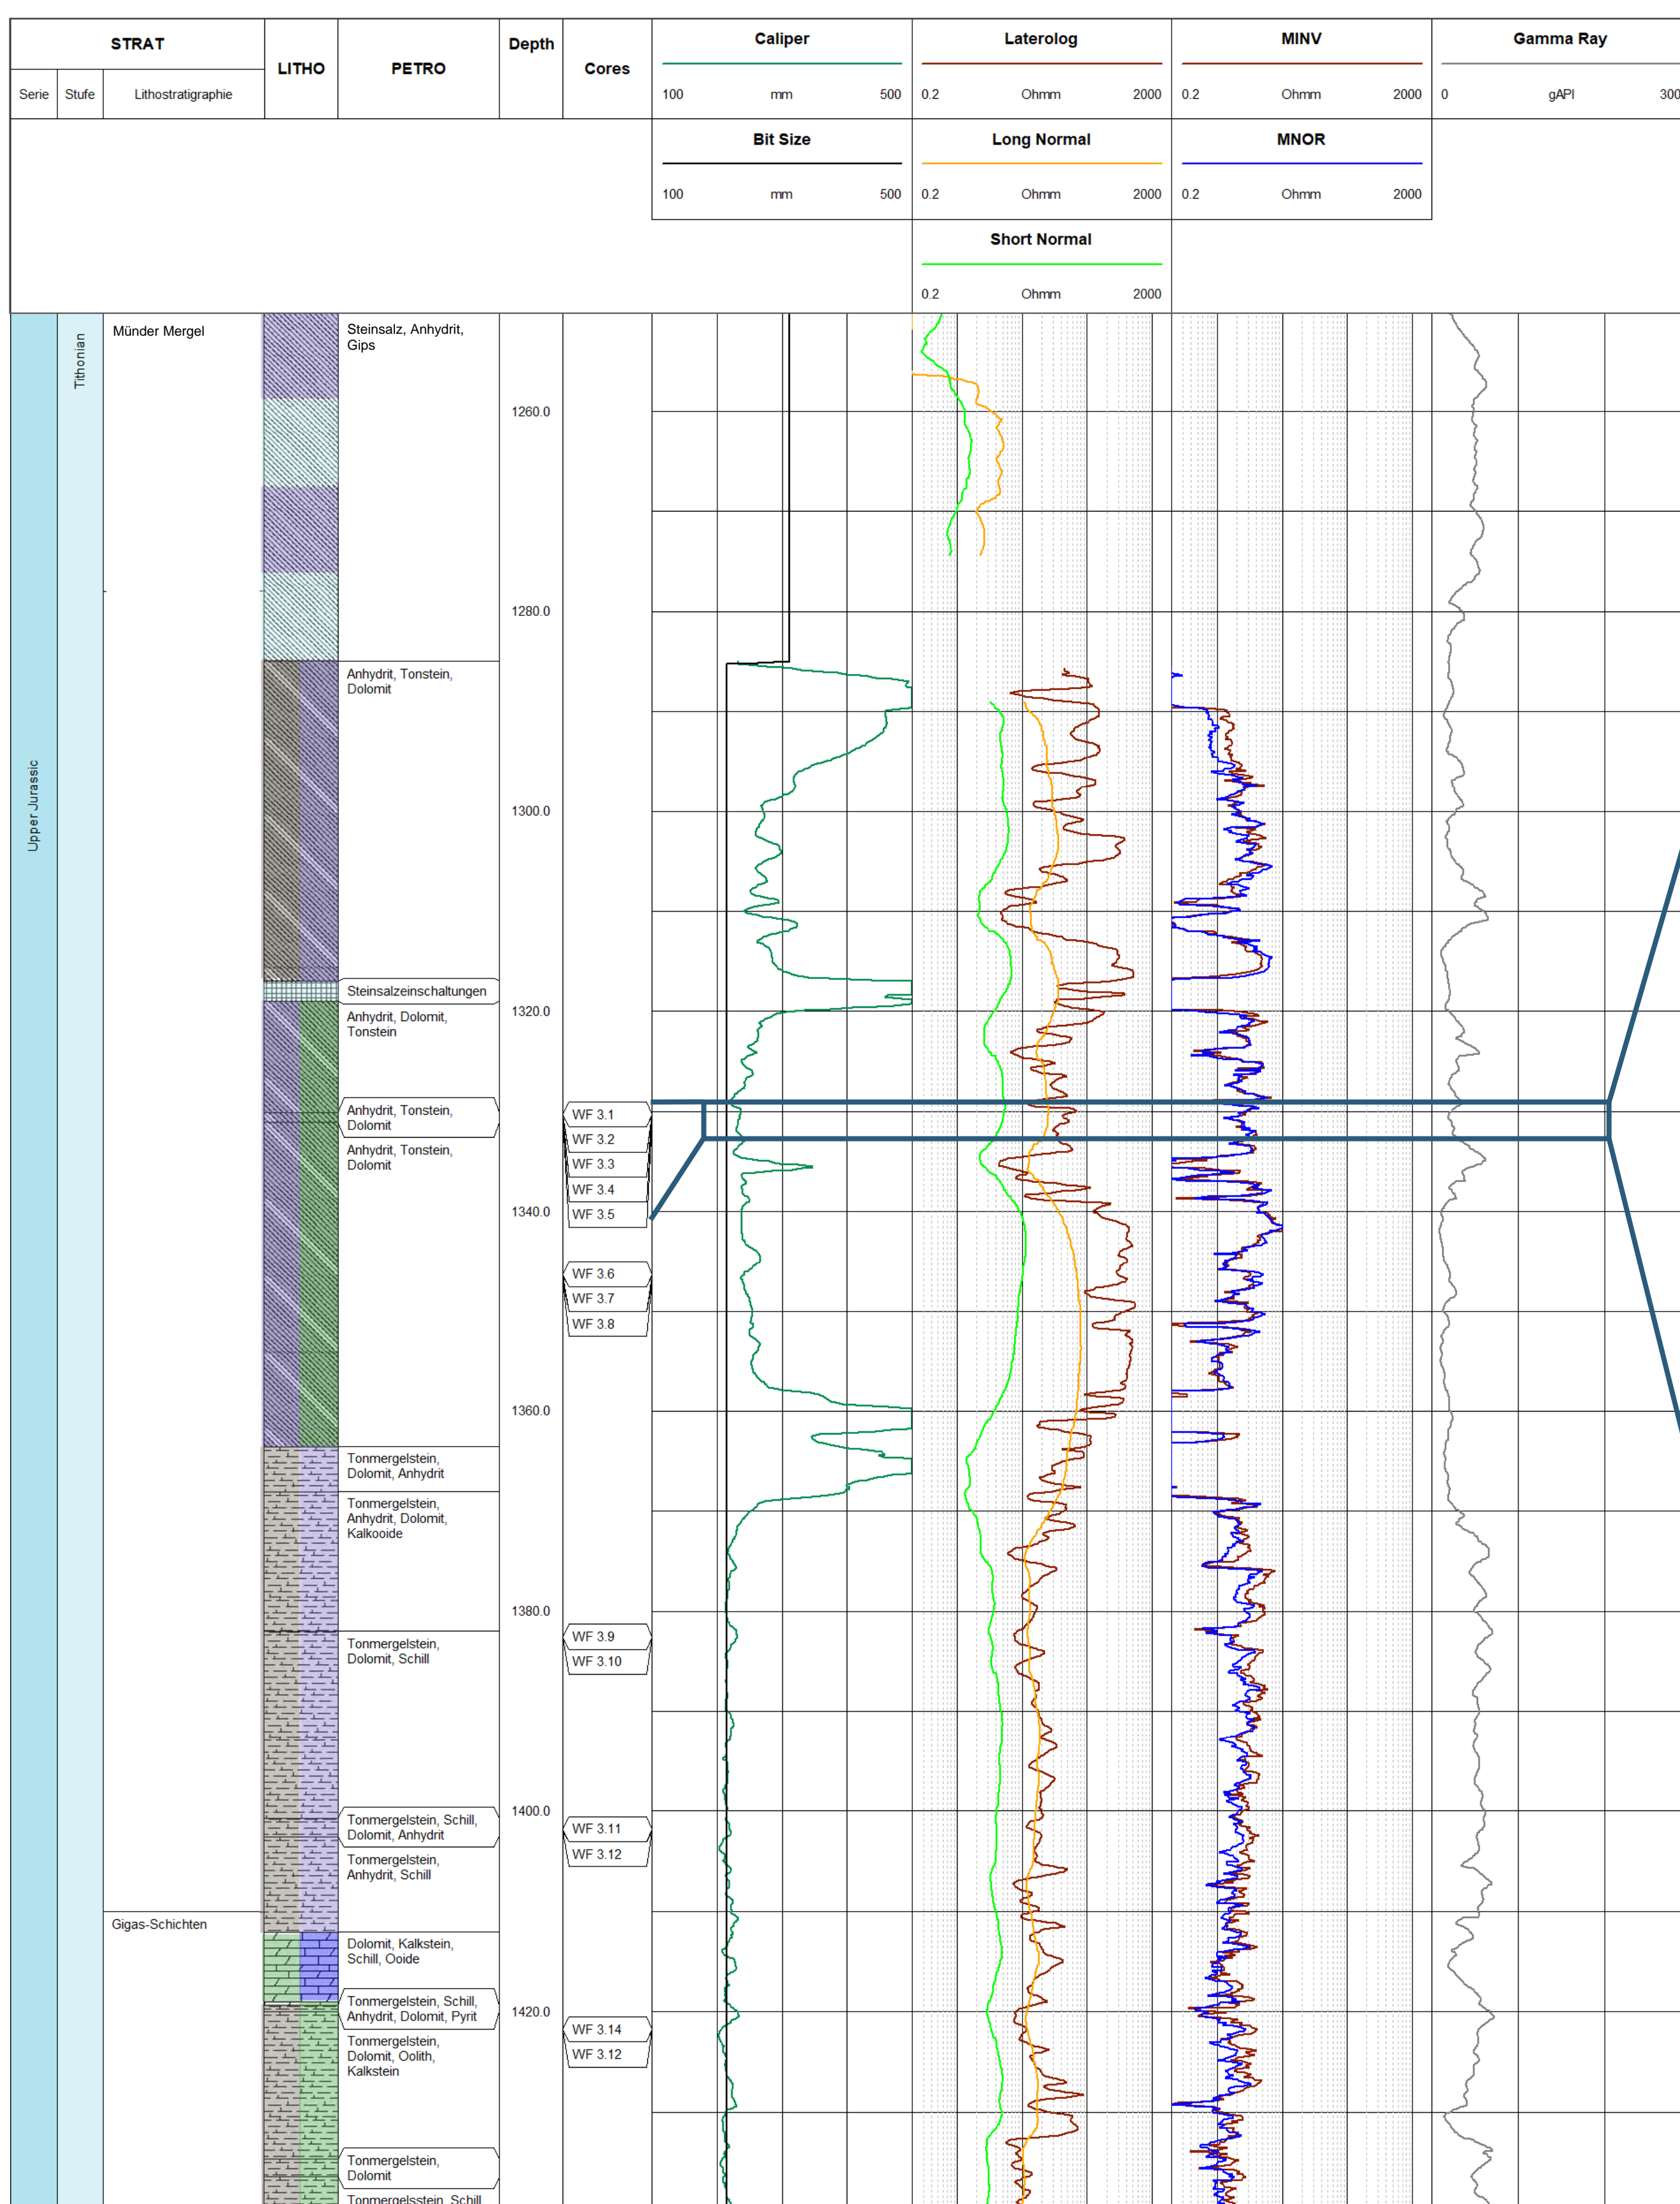 STRAT
LITHO
PETRO
Depth
Cores
Serie
Stufe
Lithostratigraphie
Caliper
100 mm 500
Laterolog
0.2 Ohmm 2000
MINV
0.2 Ohmm 2000
Gamma Ray
0 gAPI 300
Bit Size
100 mm 500
Long Normal
0.2 Ohmm 2000
MNOR
0.2 Ohmm 2000
Short Normal
0.2 Ohmm 2000
Upper Jurassic
Tithonian
Münder Mergel
Steinsalz, Anhydrit,
Gips
1260.0
1280.0
Anhydrit, Tonstein,
Dolomit
1300.0
Steinsalzeinschaltungen
1320.0
Anhydrit, Dolomit,
Tonstein
Anhydrit, Tonstein,
Dolomit
WF 3.1
WF 3.2
Anhydrit, Tonstein,
Dolomit
WF 3.3
WF 3.4
1340.0
WF 3.5
WF 3.6
WF 3.7
WF 3.8
1360.0
Tonmergelstein,
Dolomit, Anhydrit
Tonmergelstein,
Anhydrit, Dolomit,
Kalkooide
1380.0
Tonmergelstein,
Dolomit, Schill
WF 3.9
WF 3.10
1400.0
Tonmergelstein, Schill,
Dolomit, Anhydrit
WF 3.11
WF 3.12
Tonmergelstein,
Anhydrit, Schill
Gigas-Schichten
Dolomit, Kalkstein,
Schill, Ooide
Tonmergelstein, Schill,
Anhydrit, Dolomit, Pyrit
1420.0
WF 3.14
WF 3.12
Tonmergelstein,
Dolomit, Oolith,
Kalkstein
Tonmergelstein,
Dolomit
Tonmergelsstein, Schill